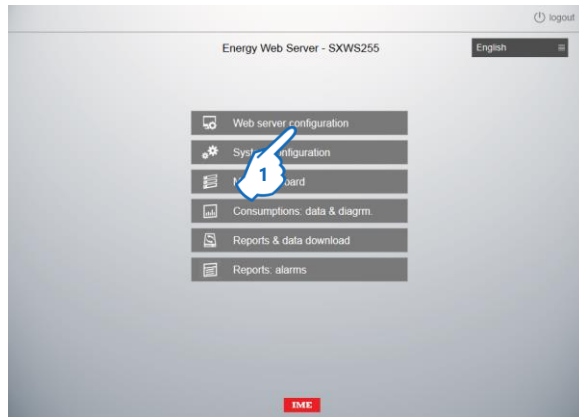 logout
Energy Web Server - SXWS255
English
Web server configuration
configuration
1
Consumptions: data & diagrm.
Reports & data download
Reports: alarms
IME